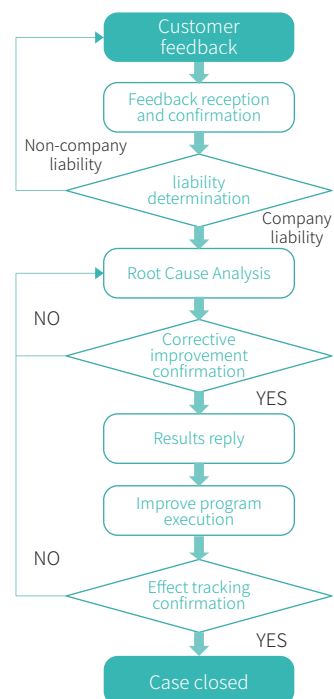 Customer
feedback
Feedback reception
and confirmation
Non-company
liability
liability
determination
Company
liability
Root Cause Analysis
NO
Corrective
improvement
confirmation
YES
Results reply
Improve program
execution
NO
Effect tracking
confirmation
YES
Case closed